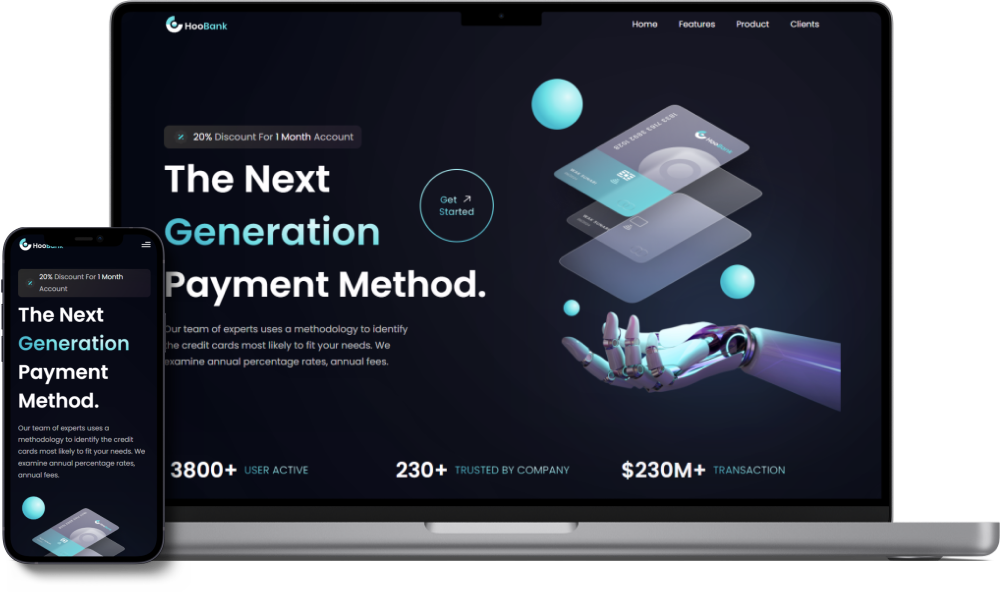 HooBank
Home Features Product Clients
20% Discount For 1 Month Account
The Next
Generation
Payment Method.
Get
Started
Our team of experts uses a methodology to identify
the credit cards most likely to fit your needs. We
examine annual percentage rates, annual fees.
HooBank
3800+ USER ACTIVE
230+ TRUSTED BY COMPANY
$230M+ TRANSACTION
HooBank
20% Discount For 1 Month
Account
The Next
Generation
Payment
Method.
Our team of experts uses a
methodology to identify the credit
cards most likely to fit your needs. We
examine annual percentage rates,
annual fees.